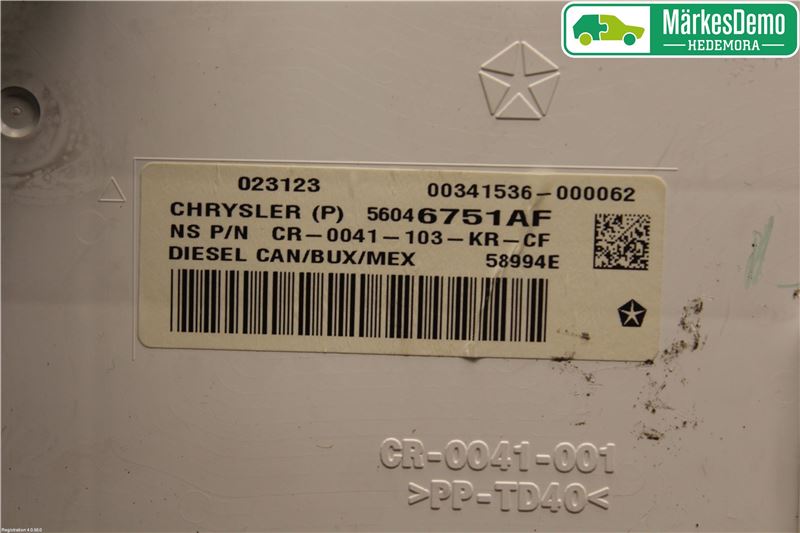 MärkesDemo
HEDEMORA
023123 00341536-000062
CHRYSLER (P) 56046751AF
NS P/N CR-0041-103-KR-CF
DIESEL CAN/BUX/MEX 58994E
CR-0041-001
>PP-TD40<